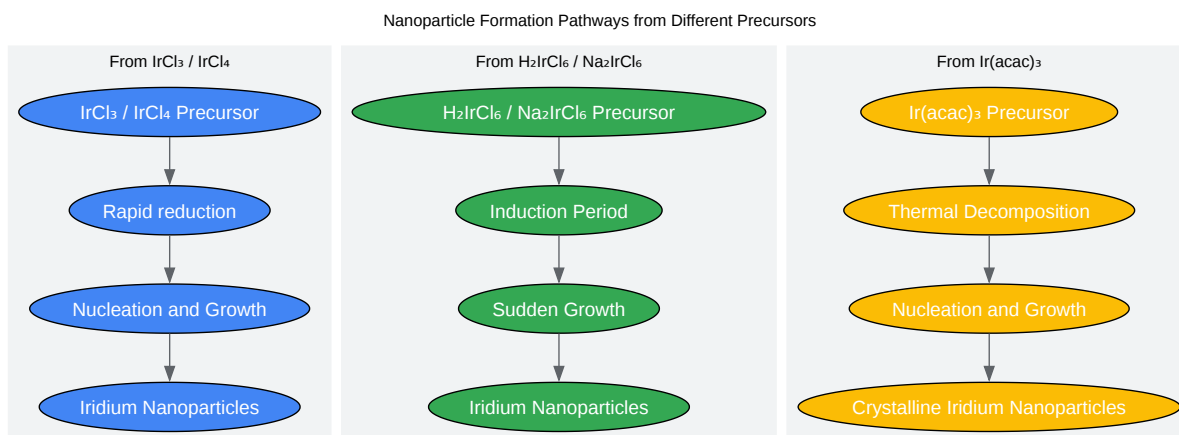 Nanoparticle Formation Pathways from Different Precursors
From IrCl₃ / IrCl₄
IrCl₃ / IrCl₄ Precursor
Rapid reduction
Nucleation and Growth
Iridium Nanoparticles
From H₂IrCl₆ / Na₂IrCl₆
H₂IrCl₆ / Na₂IrCl₆ Precursor
Induction Period
Sudden Growth
Iridium Nanoparticles
From Ir(acac)₃
Ir(acac)₃ Precursor
Thermal Decomposition
Nucleation and Growth
Crystalline Iridium Nanoparticles